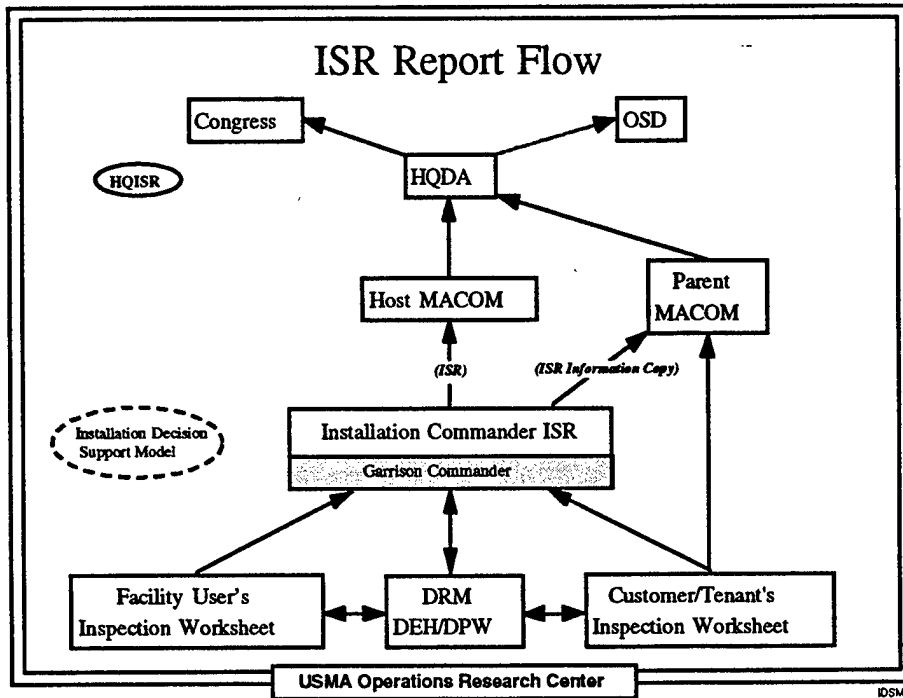 ISR Report Flow
Congress
OSD
HQISR
HQDA
Host MACOM
Parent
MACOM
(ISR)
(ISR Information Copy)
Installation Decision
Support Model
Installation Commander ISR
Garrison Commander
Facility User's
Inspection Worksheet
DRM
DEH/DPW
Customer/Tenant's
Inspection Worksheet
USMA Operations Research Center
IDSM